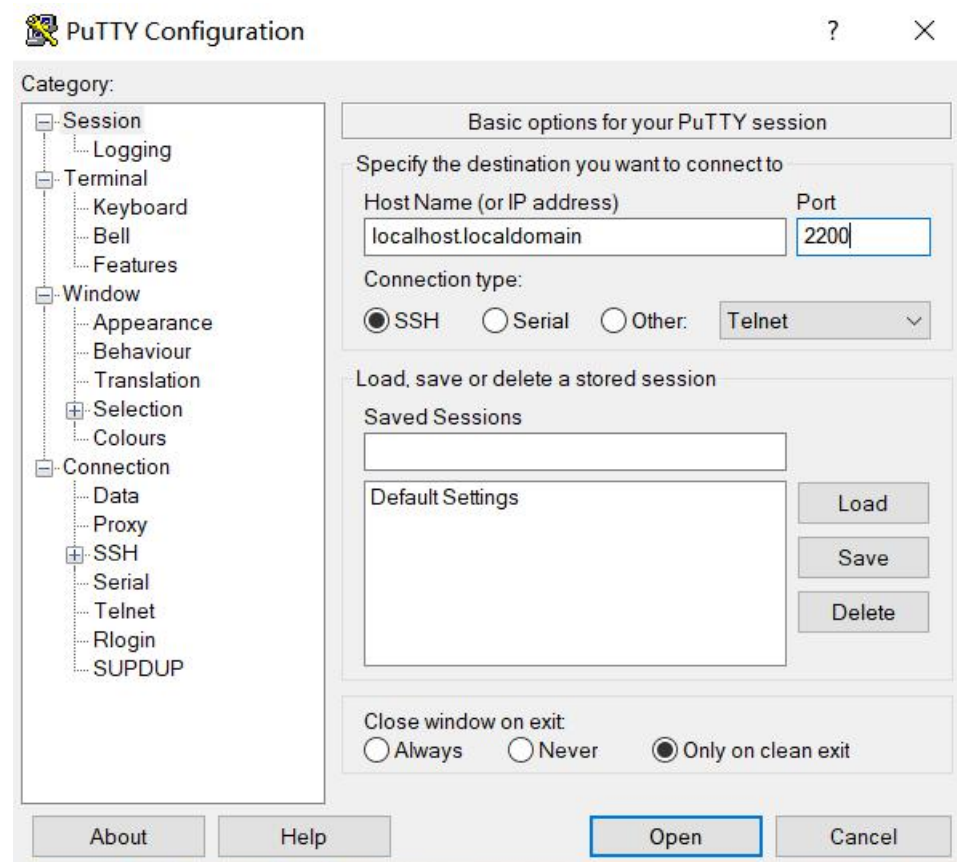 PuTTY Configuration
?
Category:
Session
Logging
Terminal
Keyboard
Bell
Features
Window
Appearance
Behaviour
Translation
Selection
Colours
Connection
Data
Proxy
SSH
Serial
Telnet
Rlogin
SUPDUP
Basic options for your PuTTY session
Specify the destination you want to connect to
Host Name (or IP address) Port
localhost.localdomain 2200
Connection type:
SSH Serial Other: Telnet
Load, save or delete a stored session
Saved Sessions
Default Settings
Load
Save
Delete
Close window on exit:
Always Never Only on clean exit
About Help Open Cancel